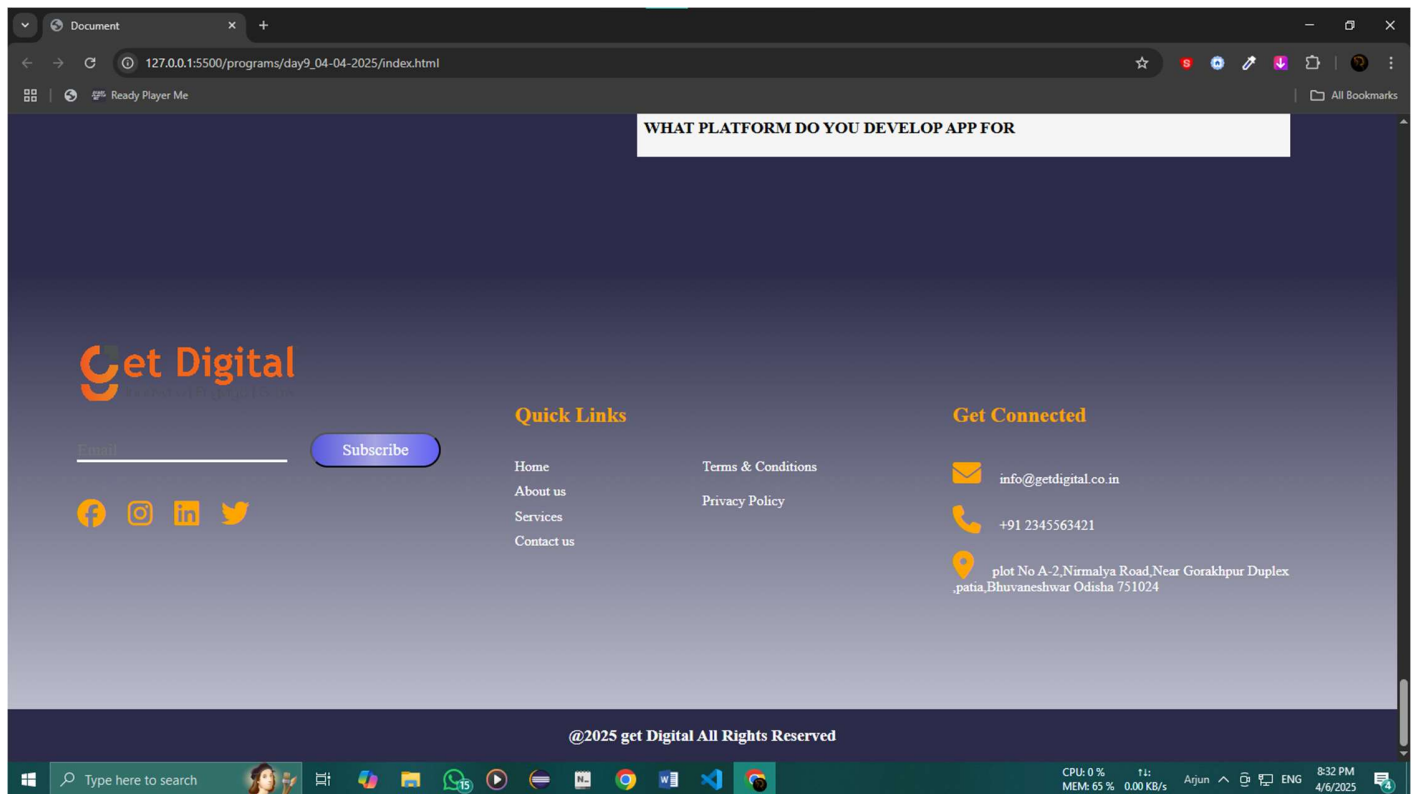 Document
127.0.0.1:5500/programs/day9_04-04-2025/index.html
Ready Player Me
All Bookmarks
WHAT PLATFORM DO YOU DEVELOP APP FOR
Get Digital
Email
Subscribe
Quick Links
Home
About us
Services
Contact us
Terms & Conditions
Privacy Policy
Get Connected
info@getdigital.co.in
+91 2345563421
plot No A-2,Nirmalya Road,Near Gorakhpur Duplex
,patia,Bhuvaneshwar Odisha 751024
@2025 get Digital All Rights Reserved
Type here to search
15
CPU: 0 %
MEM: 65 % 0.00 KB/s
Arjun
ENG
8:32 PM
4/6/2025
4